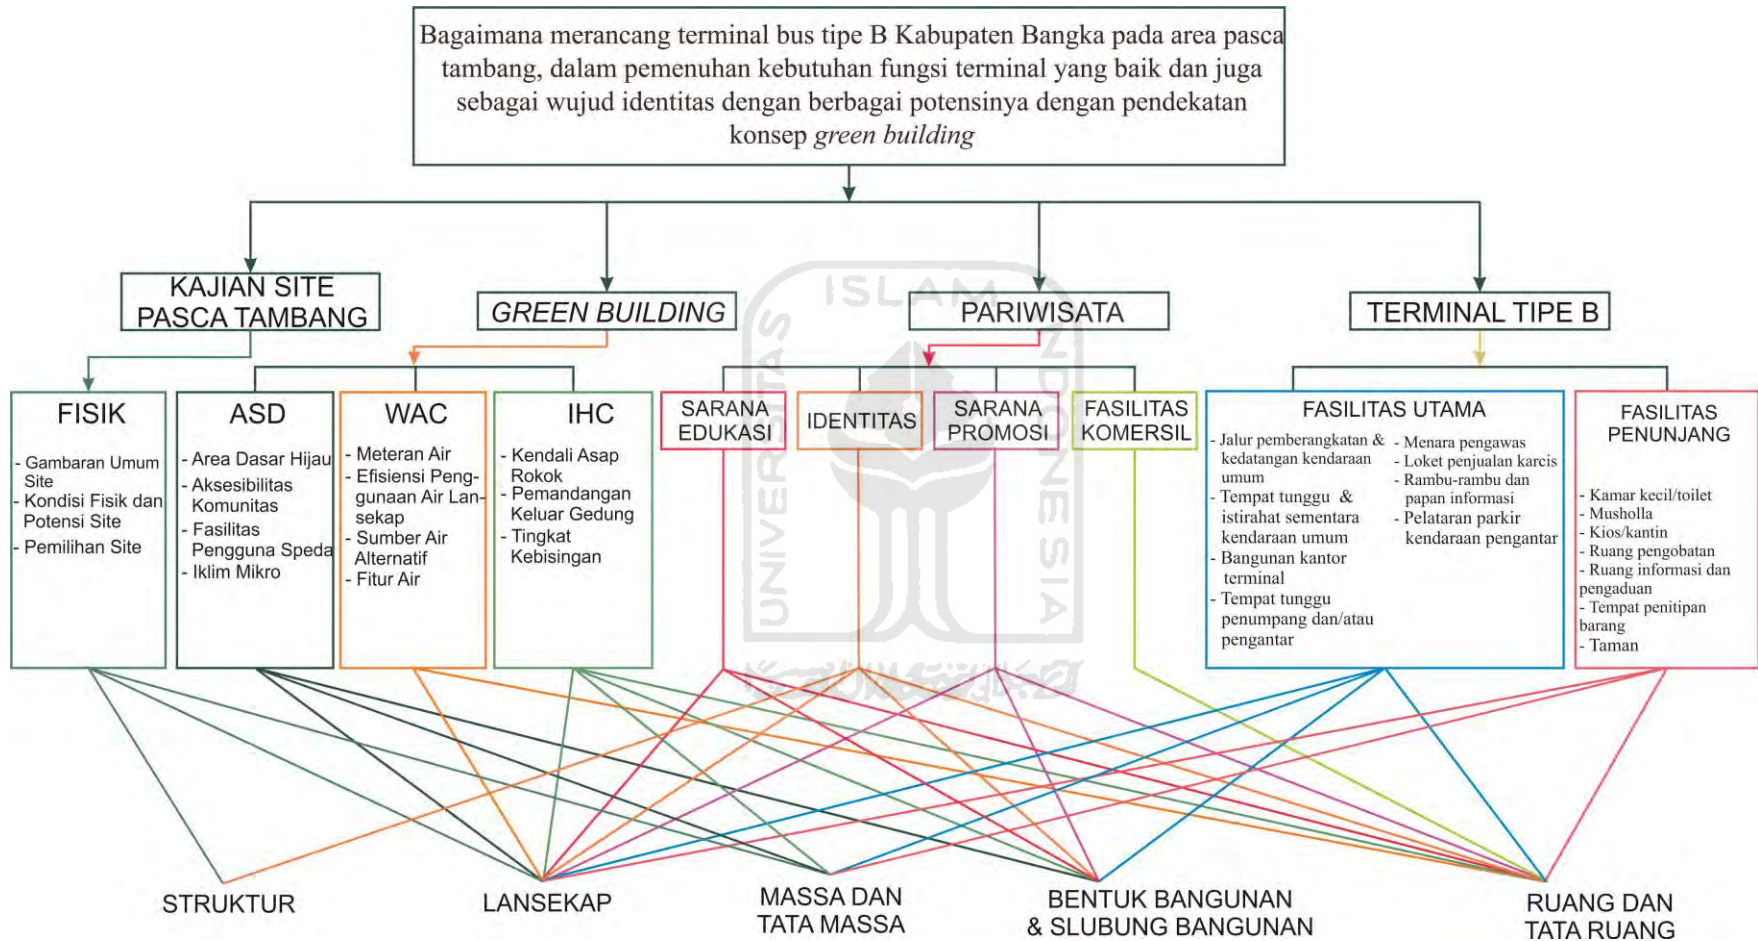 Bagaimana merancang terminal bus tipe B Kabupaten Bangka pada area pasca
tambang, dalam pemenuhan kebutuhan fungsi terminal yang baik dan juga
sebagai wujud identitas dengan berbagai potensinya dengan pendekatan
konsep green building
KAJIAN SITE
PASCA TAMBANG
GREEN BUILDING
PARIWISATA
TERMINAL TIPE B
FISIK
- Gambaran Umum
Site
- Kondisi Fisik dan
Potensi Site
- Pemilihan Site
ASD
- Area Dasar Hijau
- Aksesibilitas
Komunitas
- Fasilitas
Pengguna Speda
- Iklim Mikro
WAC
- Meteran Air
- Efisiensi Peng-
gunaan Air Lan-
sekap
- Sumber Air
Alternatif
- Fitur Air
IHC
- Kendali Asap
Rokok
- Pemandangan
Keluar Gedung
- Tingkat
Kebisingan
SARANA
EDUKASI
IDENTITAS
SARANA
PROMOSI
FASILITAS
KOMERSIL
FASILITAS UTAMA
- Jalur pemberangkatan &
kedatangan kendaraan
umum
- Tempat tunggu &
istirahat sementara
kendaraan umum
- Bangunan kantor
terminal
- Tempat tunggu
penumpang dan/atau
pengantar
- Menara pengawas
- Loket penjualan karcis
- Rambu-rambu dan
papan informasi
- Pelataran parkir
kendaraan pengantar
FASILITAS
PENUNJANG
- Kamar kecil/toilet
- Musholla
- Kios/kantin
- Ruang pengobatan
- Ruang informasi dan
pengaduan
- Tempat penitipan
barang
- Taman
UNIVERSITAS
ISLAM
INDONESIA
STRUKTUR
LANSEKAP
MASSA DAN
TATA MASSA
BENTUK BANGUNAN
& SLUBUNG BANGUNAN
RUANG DAN
TATA RUANG